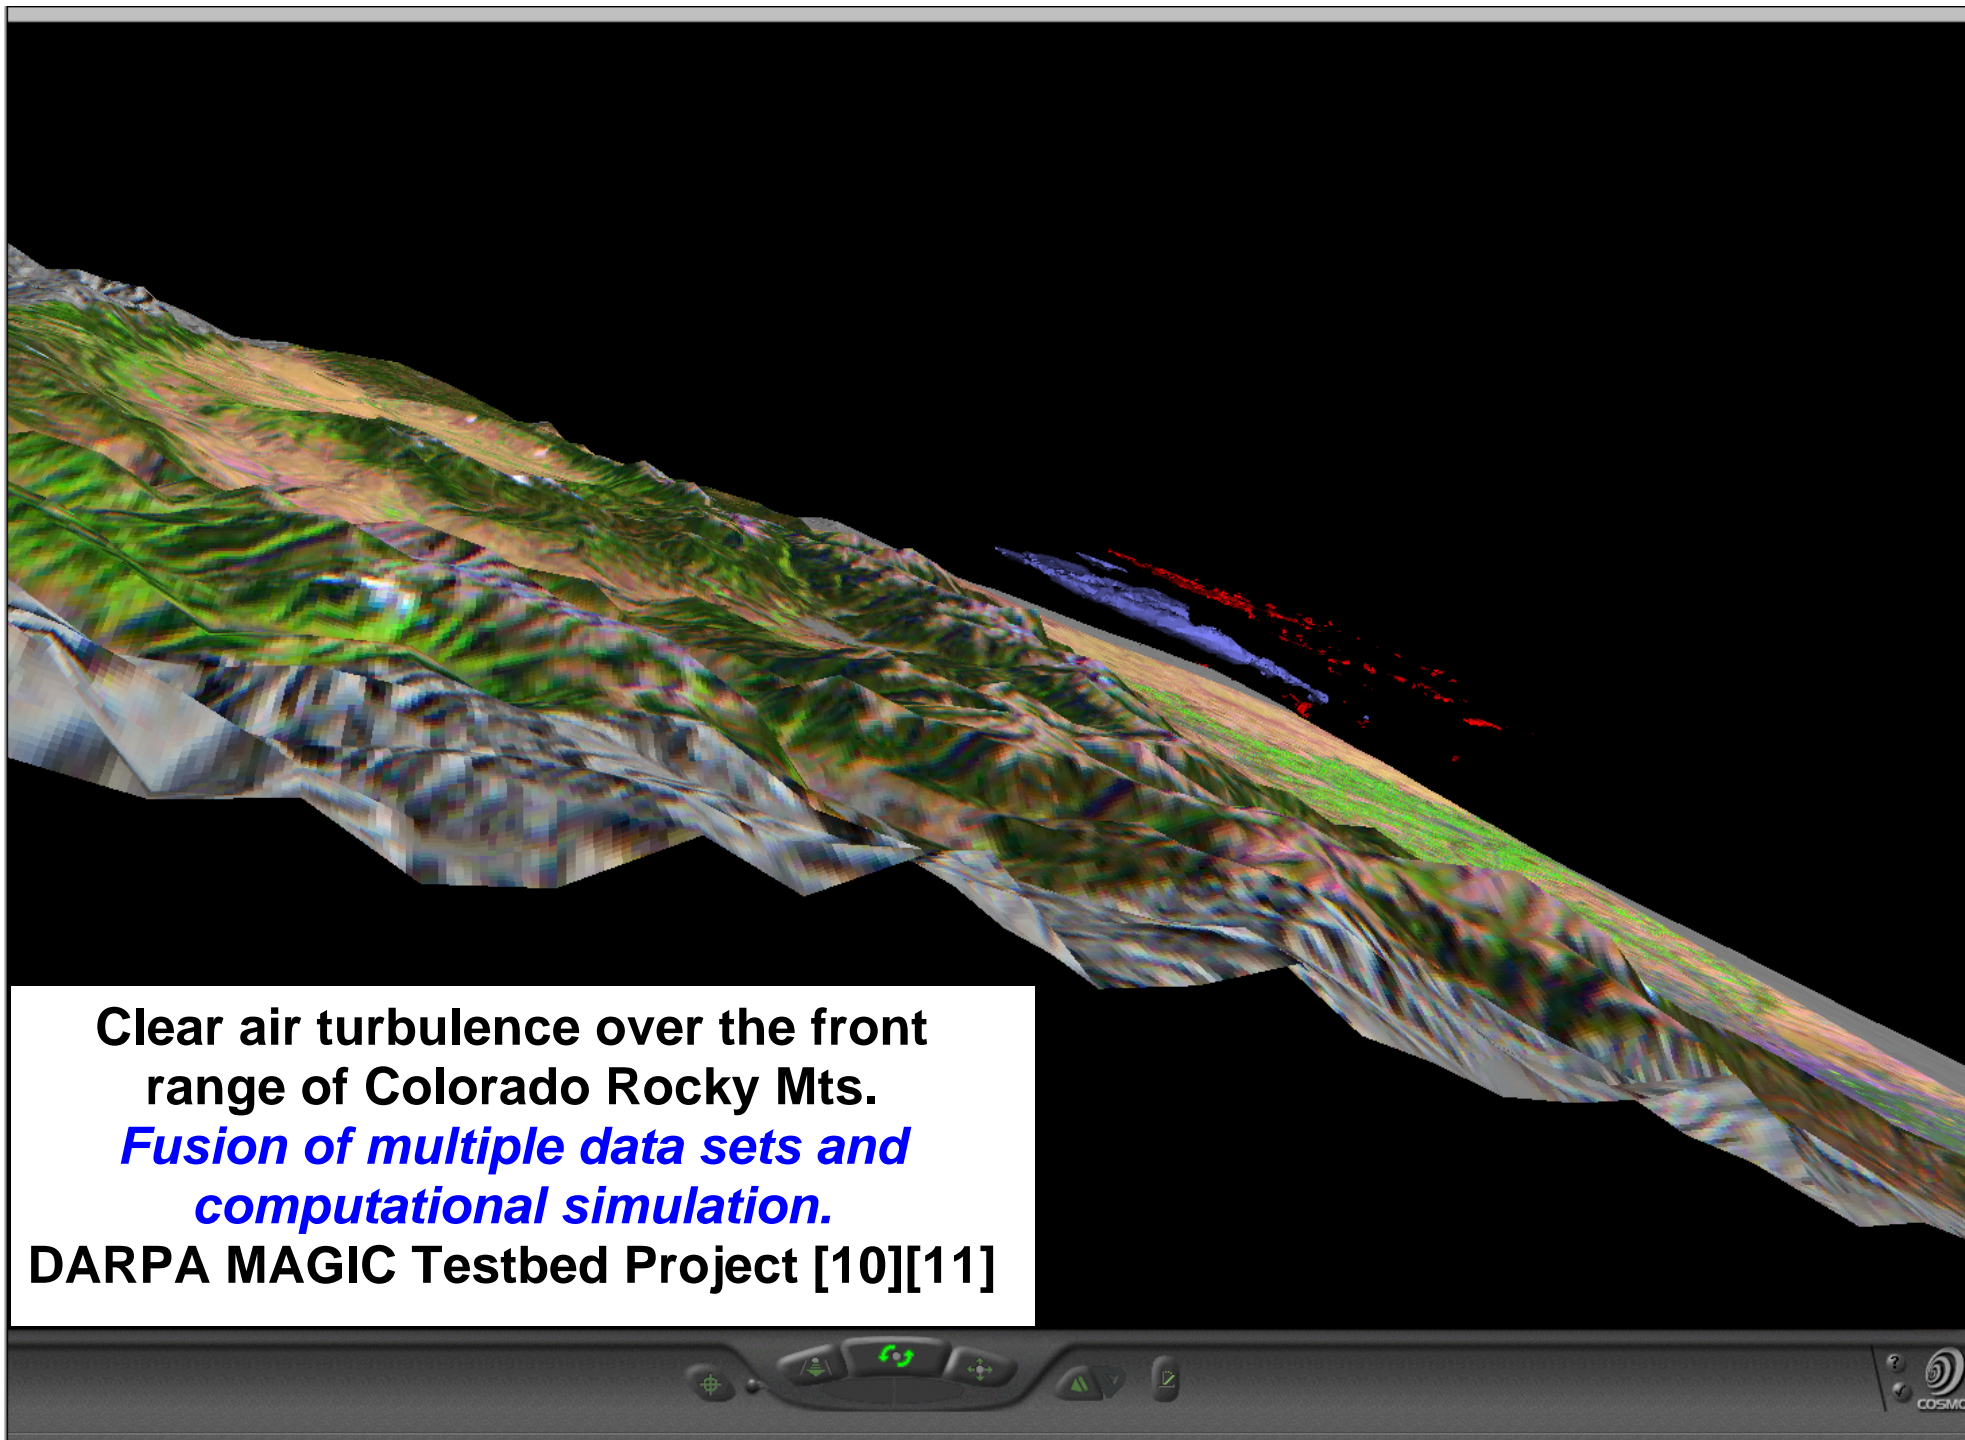 Clear air turbulence over the front
range of Colorado Rocky Mts.
Fusion of multiple data sets and
computational simulation.
DARPA MAGIC Testbed Project [10][11]
?
COSMO